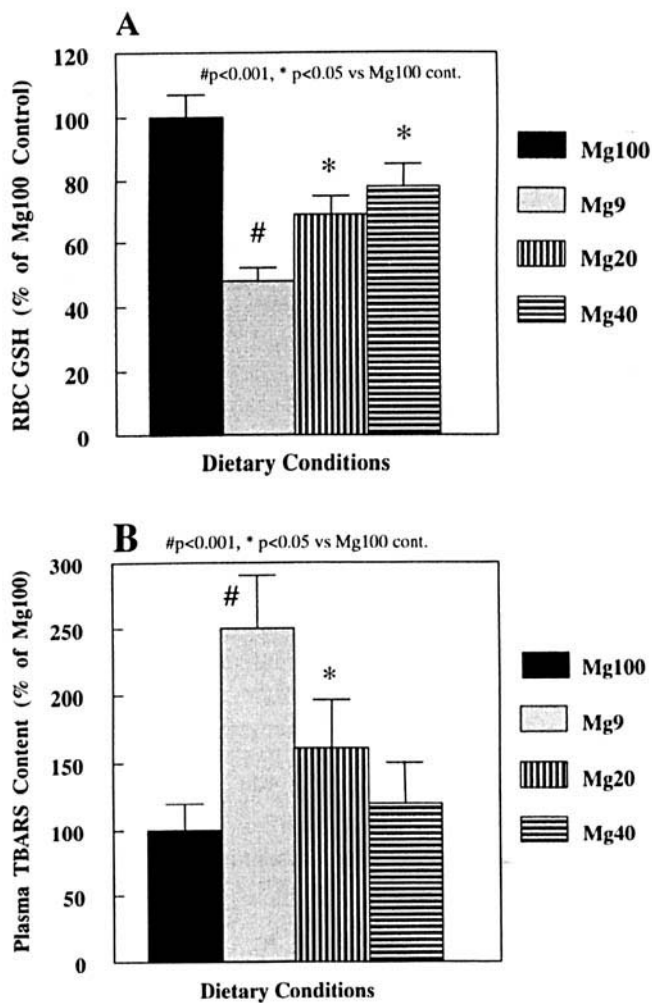 A
#p<0.001, * p<0.05 vs Mg100 cont.
RBC GSH (% of Mg100 Control)
120
100
80
60
40
20
0
#
*
*
Dietary Conditions
Mg100
Mg9
Mg20
Mg40
B
#p<0.001, * p<0.05 vs Mg100 cont.
Plasma TBARS Content (% of Mg100)
300
250
200
150
100
50
0
#
*
Dietary Conditions
Mg100
Mg9
Mg20
Mg40